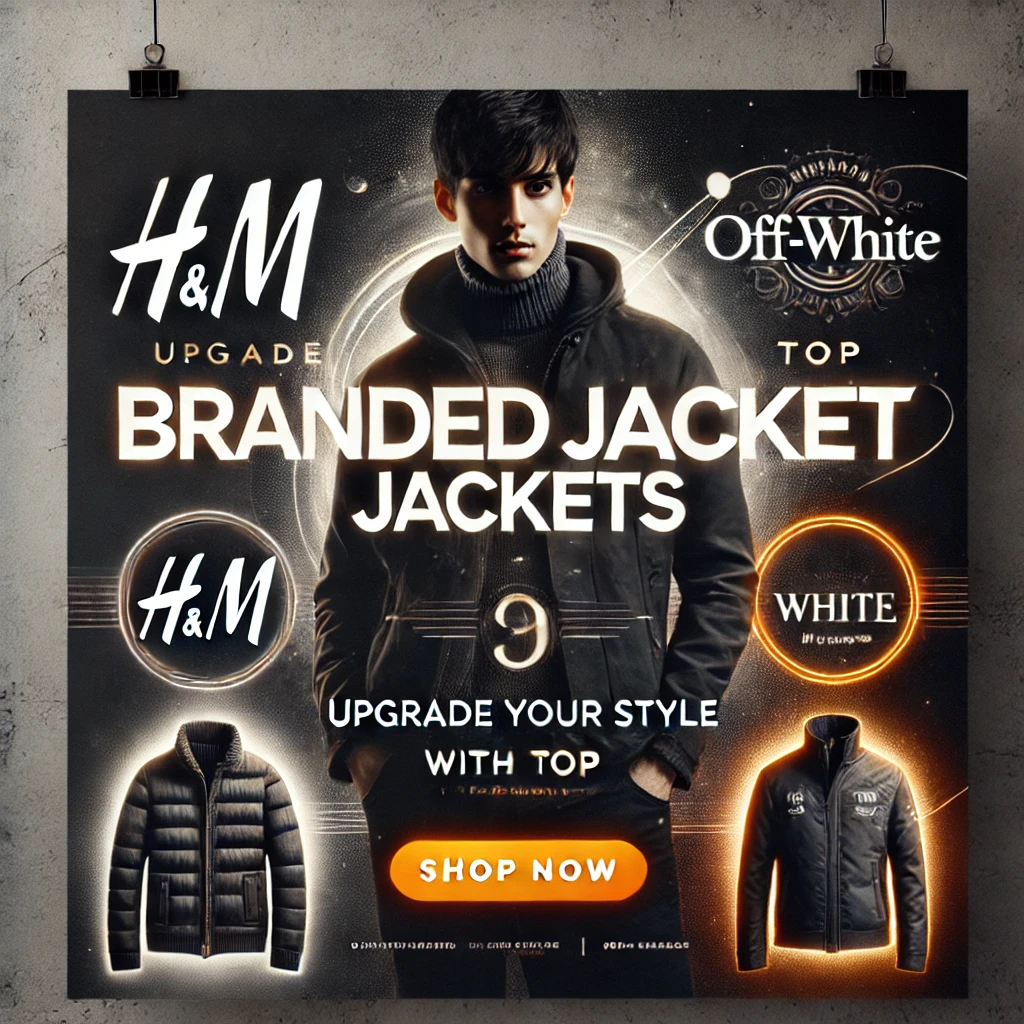 H&M
Off-White
UPGADE
TOP
BRANDED JACKET
JACKETS
H&M
9
WHITE
UPGRADE YOUR STYLE
WITH TOP
SHOP NOW